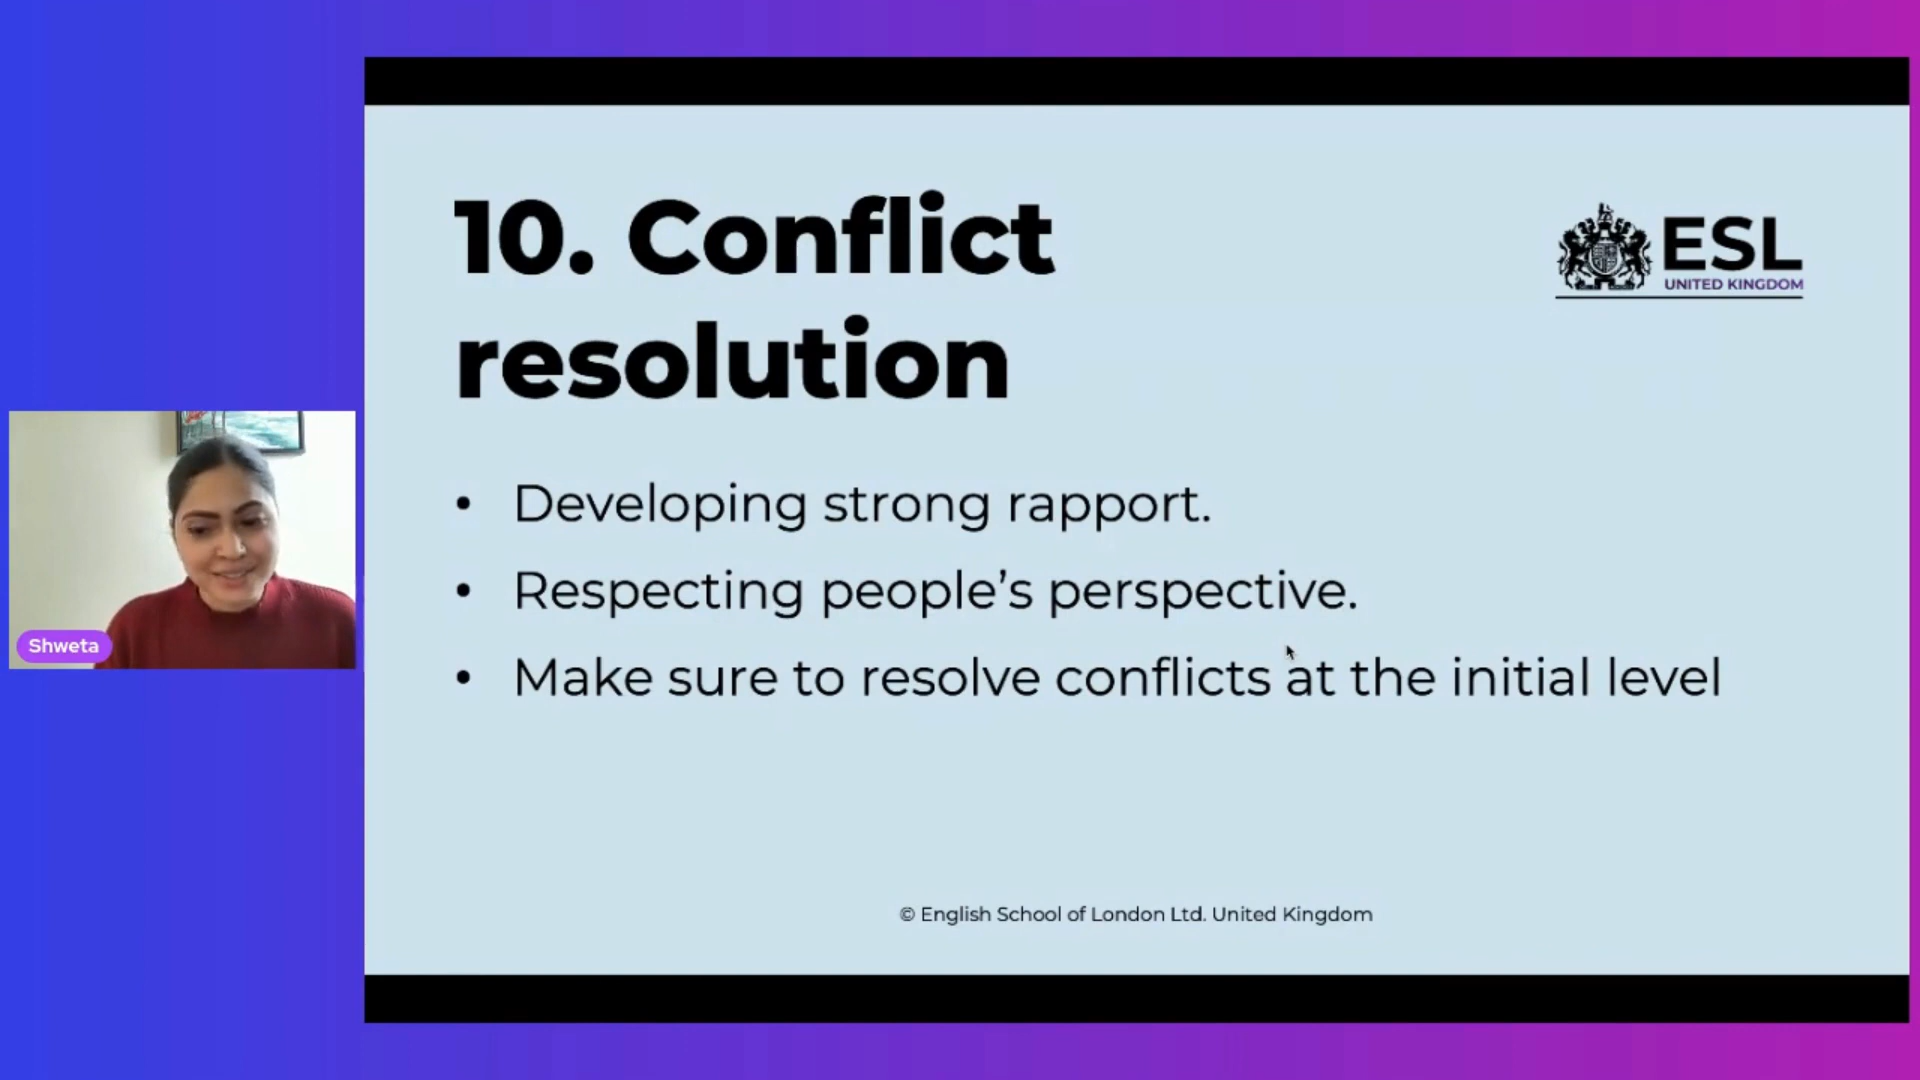 10. Conflict
resolution
ESL
UNITED KINGDOM
• Developing strong rapport.
• Respecting people’s perspective.
• Make sure to resolve conflicts at the initial level
Shweta
© English School of London Ltd. United Kingdom